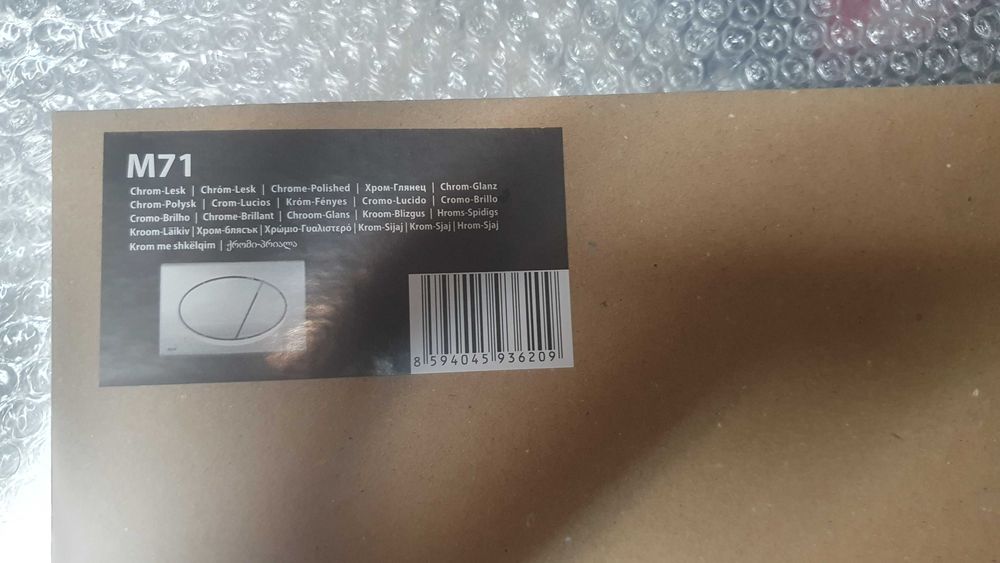 M71
Chrom-Lesk | Chróm-Lesk | Chrome-Polished | Хром-Глянец | Chrom-Glanz
Chrom-Połysk | Crom-Lucios | Króm-Fényes | Cromo-Lucido | Cromo-Brillo
Cromo-Brilho | Chrome-Brillant | Chroom-Glans | Kroom-Blizgus | Hroms-Spīdīgs
Kroom-Läikiv | Хром-блясък | Χρώμιο-Γυαλιστερό | Krom-Sijaj | Krom-Sjaj | Hrom-Sjaj
Krom me shkëlqim | ქრომი-პრიალა
8 594045 936209